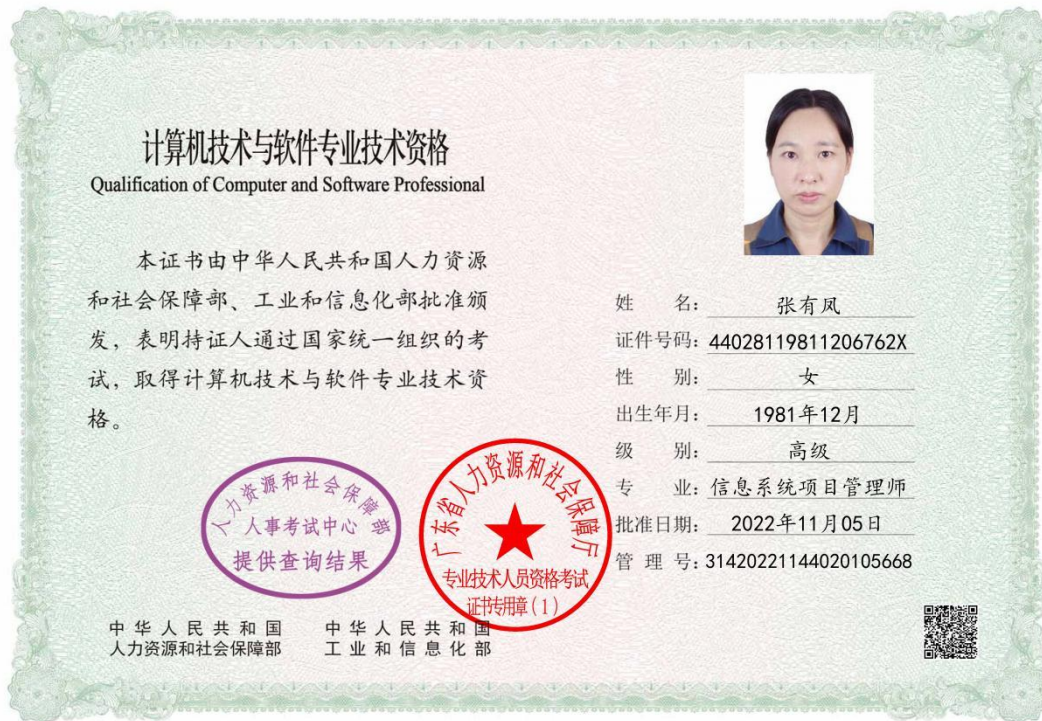 计算机技术与软件专业技术资格
Qualification of Computer and Software Professional
本证书由中华人民共和国人力资源
和社会保障部、工业和信息化部批准颁
发，表明持证人通过国家统一组织的考
试，取得计算机技术与软件专业技术资
格。
人力资源和社会保障部
人事考试中心
提供查询结果
广东省人力资源和社会保障厅
专业技术人员资格考试
证书专用章(1)
中华人民共和国
人力资源和社会保障部
中华人民共和国
工业和信息化部
姓名：张有凤
证件号码：44028119811206762X
性别：女
出生年月：1981年12月
级别：高级
专业：信息系统项目管理师
批准日期：2022年11月05日
管理号：31420221144020105668